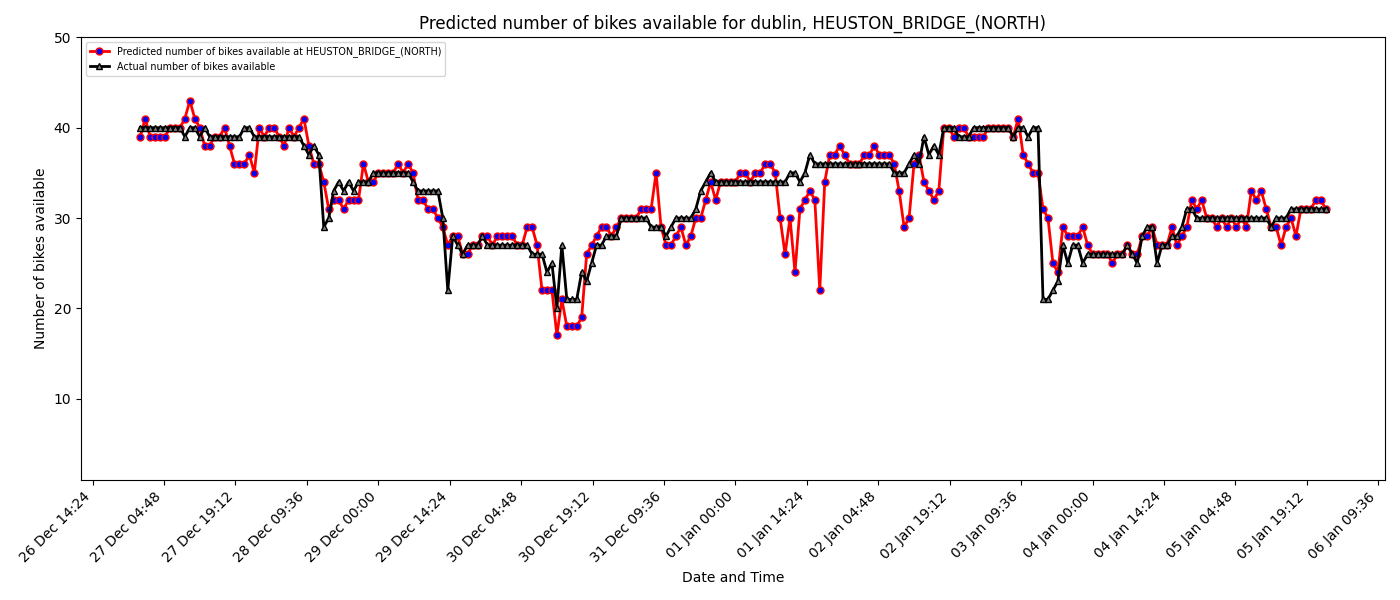 Predicted number of bikes available for dublin, HEUSTON_BRIDGE_(NORTH)
Predicted number of bikes available at HEUSTON_BRIDGE_(NORTH)
Actual number of bikes available
50
40
30
20
10
Number of bikes available
26 Dec 14:24
27 Dec 04:48
27 Dec 19:12
28 Dec 09:36
29 Dec 00:00
29 Dec 14:24
30 Dec 04:48
30 Dec 19:12
31 Dec 09:36
01 Jan 00:00
01 Jan 14:24
02 Jan 04:48
02 Jan 19:12
03 Jan 09:36
04 Jan 00:00
04 Jan 14:24
05 Jan 04:48
05 Jan 19:12
06 Jan 09:36
Date and Time